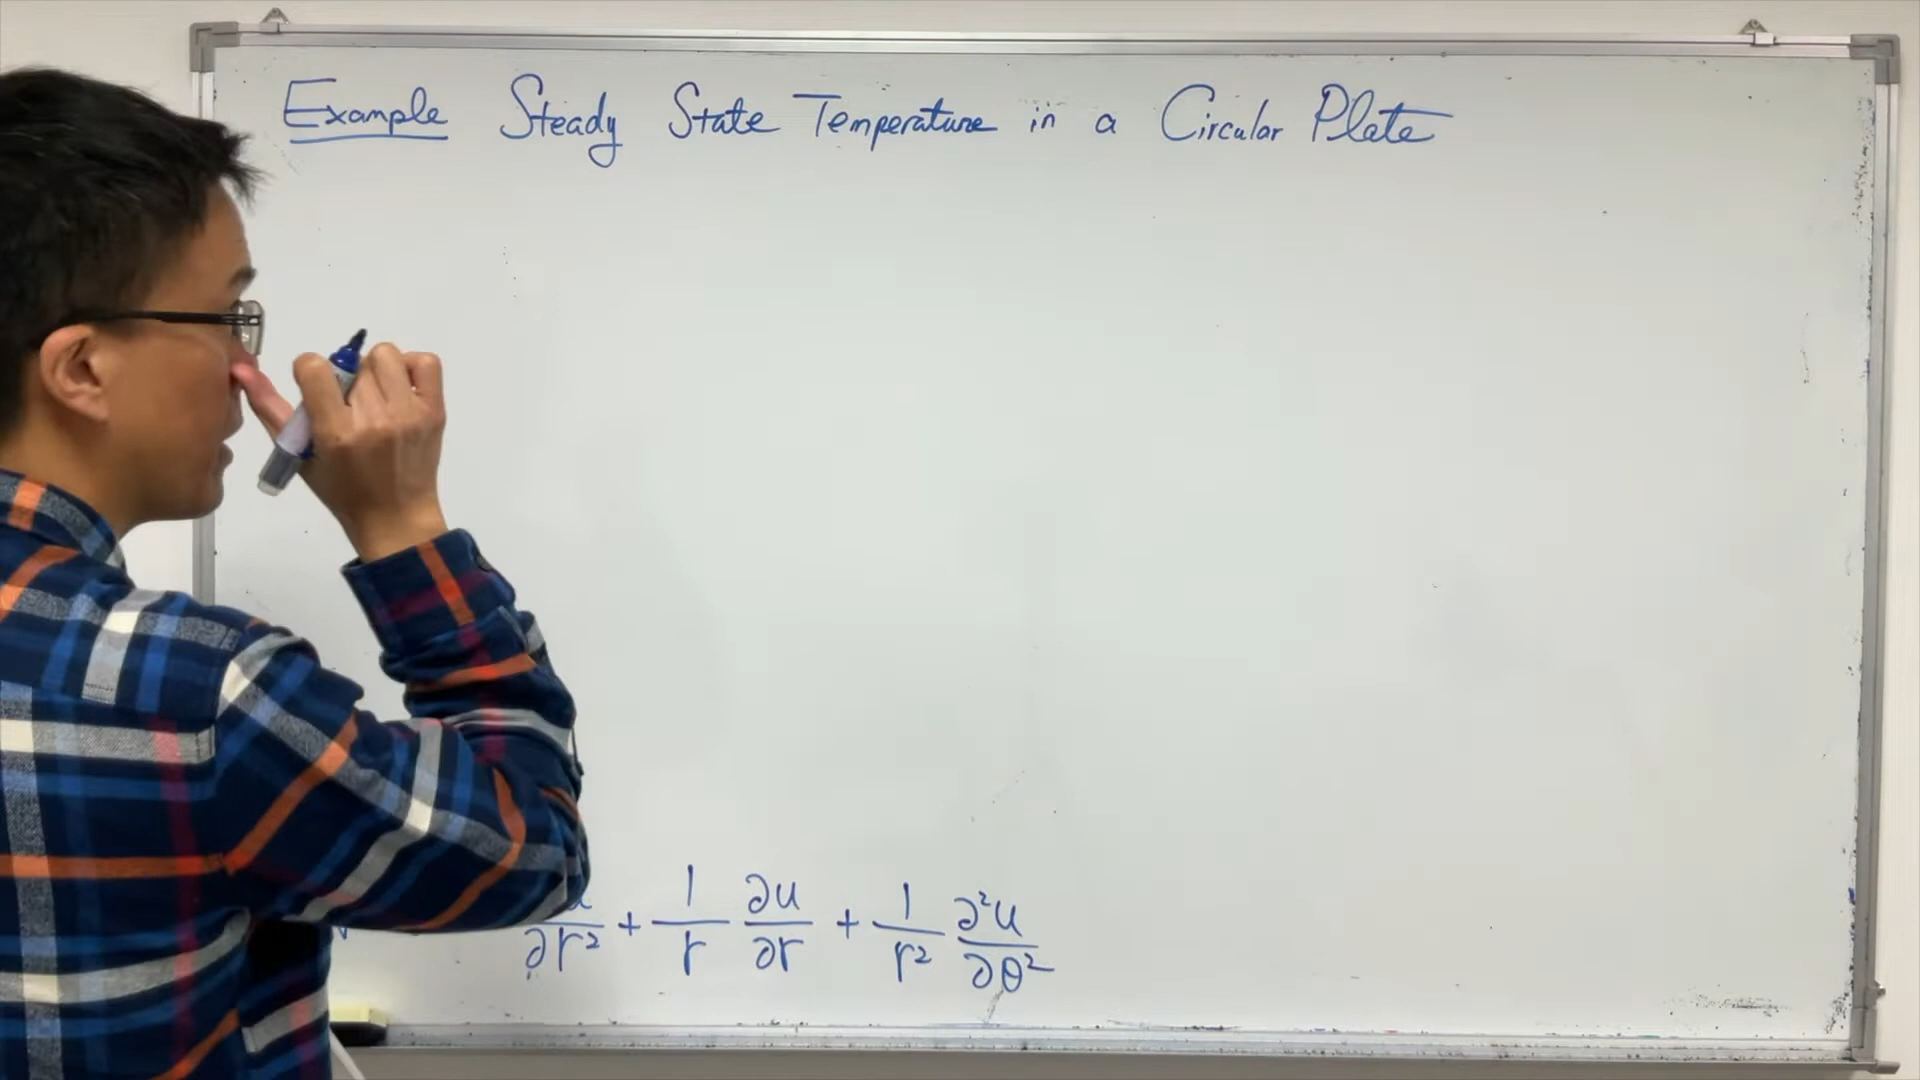 Example Steady State Temperature in a Circular Plate
∂r² + 1/r ∂u/∂r + 1/r² ∂²u/∂θ²